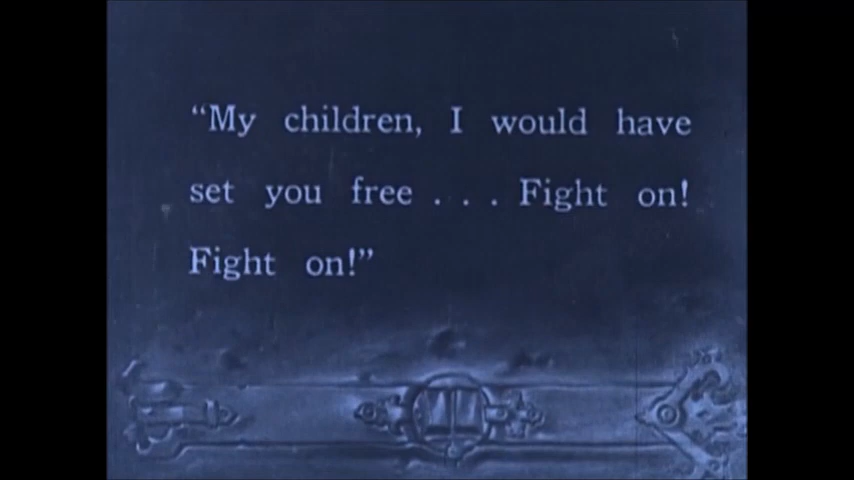 “My children, I would have
set you free . . . Fight on!
Fight on!”